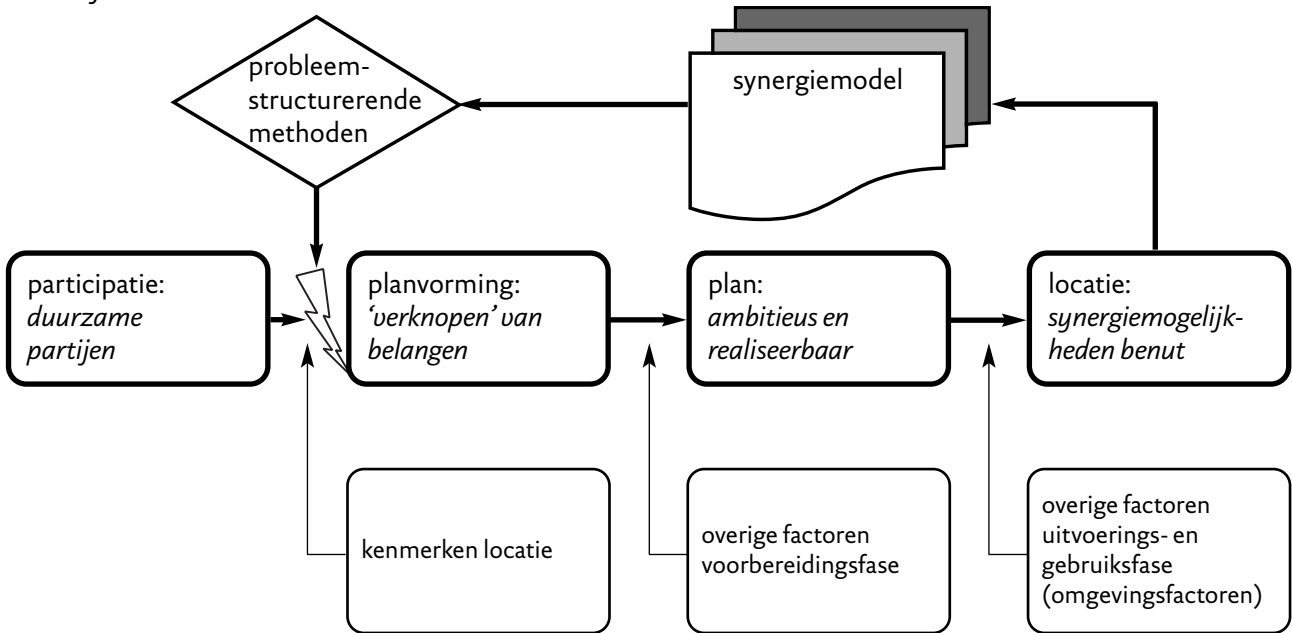 probleem-
structurerende
methoden
synergiemodel
participatie:
duurzame
partijen
planvorming:
‘verknopen’ van
belangen
plan:
ambitieus en
realiseerbaar
locatie:
synergiemogelijk-
heden benut
kenmerken locatie
overige factoren
voorbereidingsfase
overige factoren
uitvoerings- en
gebruiksfase
(omgevingsfactoren)